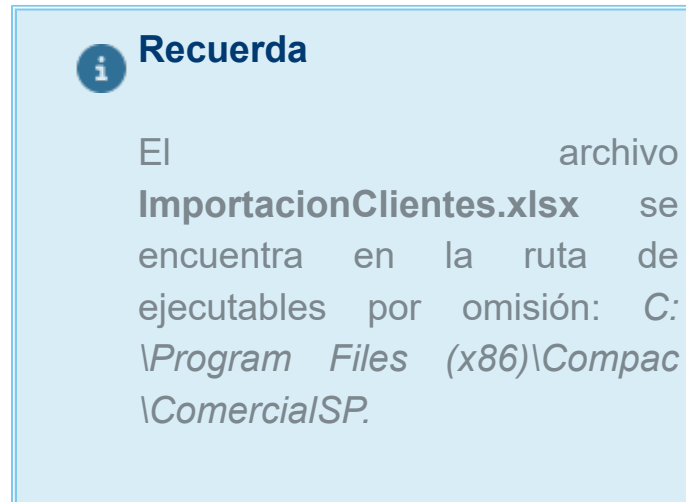 Recuerda
El archivo
ImportacionClientes.xlsx se
encuentra en la ruta de
ejecutables por omisión: C:
\Program Files (x86)\Compac
\ComercialSP.